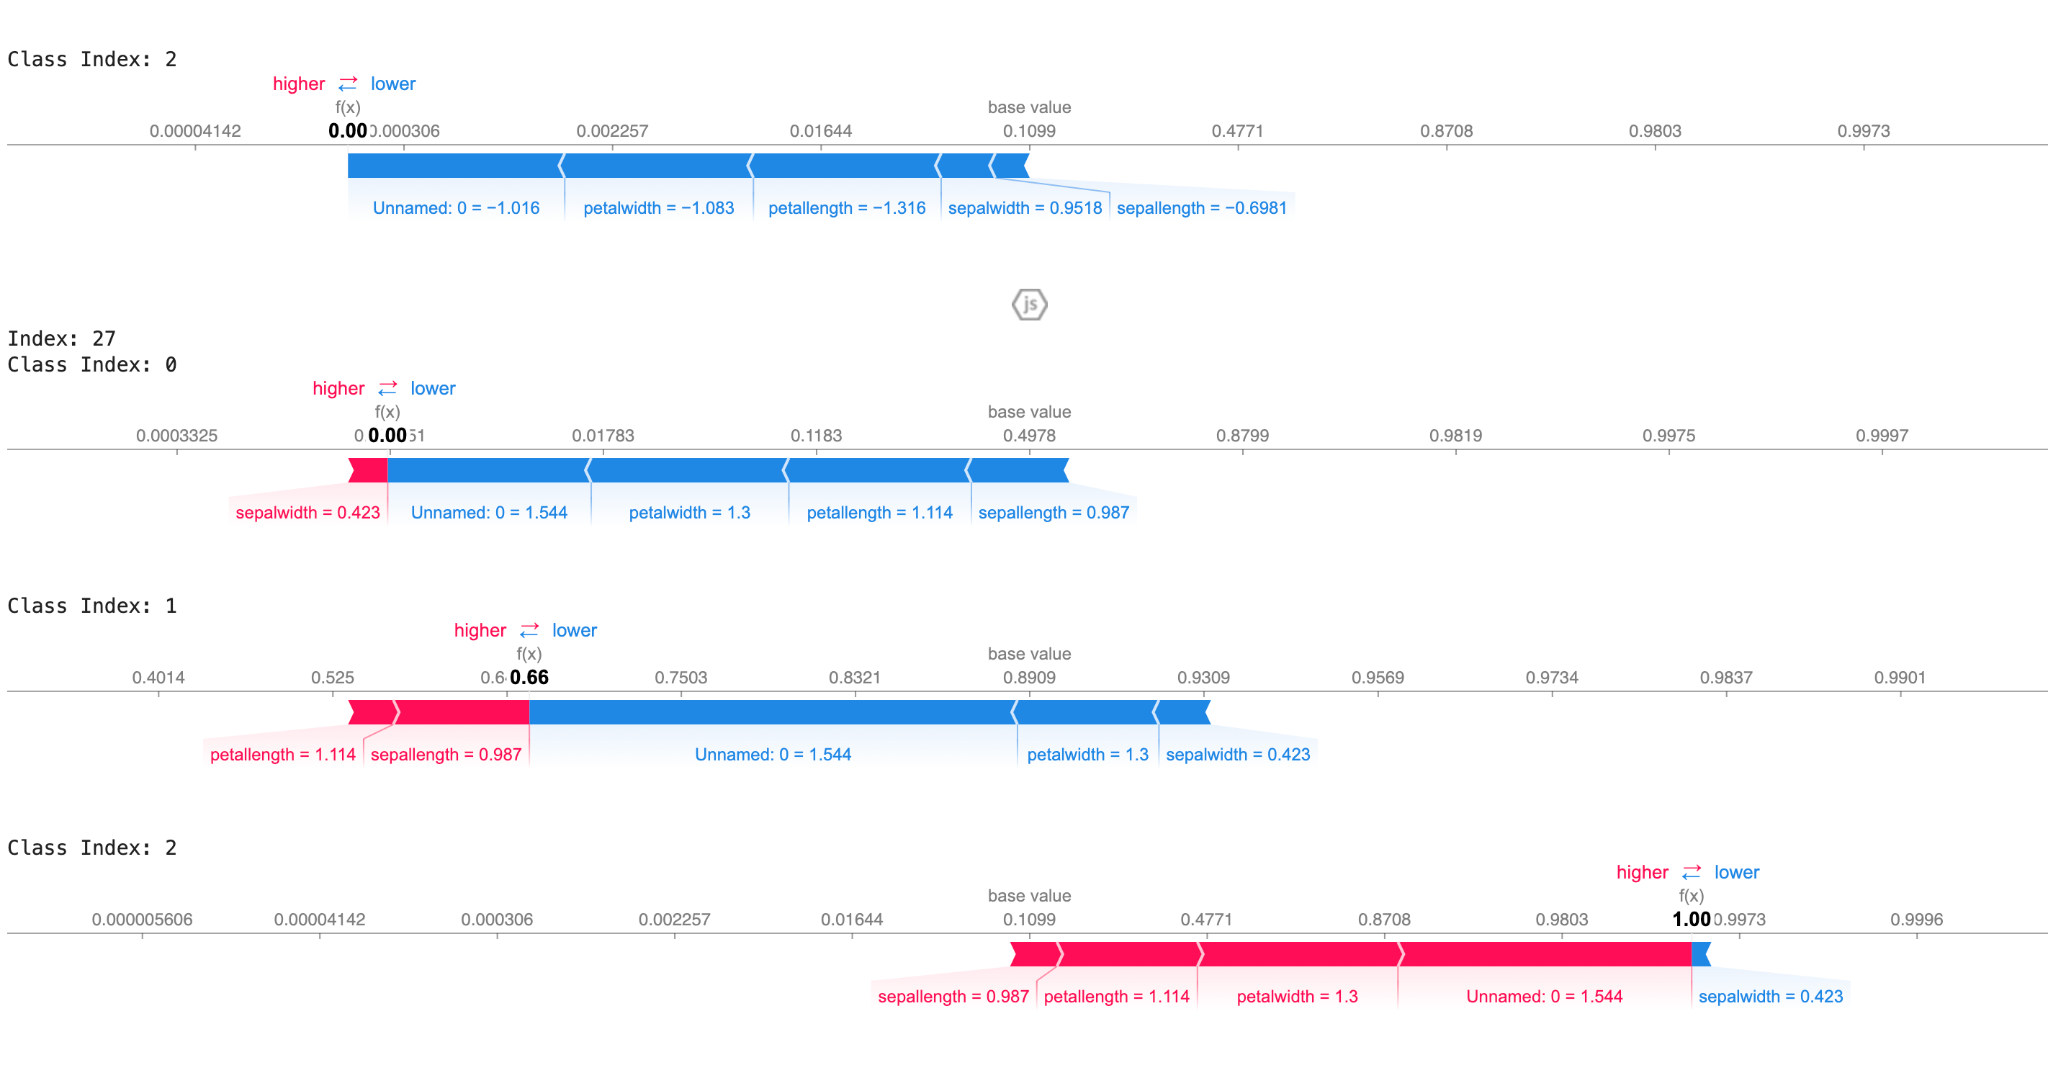 Class Index: 2
higher ⇄ lower
f(x) base value
0.00004142 0.00 0.000306 0.002257 0.01644 0.1099 0.4771 0.8708 0.9803 0.9973
Unnamed: 0 = −1.016 petalwidth = −1.083 petallength = −1.316 sepalwidth = 0.9518 sepallength = −0.6981
js
Index: 27
Class Index: 0
higher ⇄ lower
f(x) base value
0.0003325 0.00 0.01783 0.1183 0.4978 0.8799 0.9819 0.9975 0.9997
sepalwidth = 0.423 Unnamed: 0 = 1.544 petalwidth = 1.3 petallength = 1.114 sepallength = 0.987
Class Index: 1
higher ⇄ lower
f(x) base value
0.4014 0.525 0.66 0.7503 0.8321 0.8909 0.9309 0.9569 0.9734 0.9837 0.9901
petallength = 1.114 sepallength = 0.987 Unnamed: 0 = 1.544 petalwidth = 1.3 sepalwidth = 0.423
Class Index: 2
higher ⇄ lower
base value f(x)
0.000005606 0.00004142 0.000306 0.002257 0.01644 0.1099 0.4771 0.8708 0.9803 1.00 0.9973 0.9996
sepallength = 0.987 petallength = 1.114 petalwidth = 1.3 Unnamed: 0 = 1.544 sepalwidth = 0.423